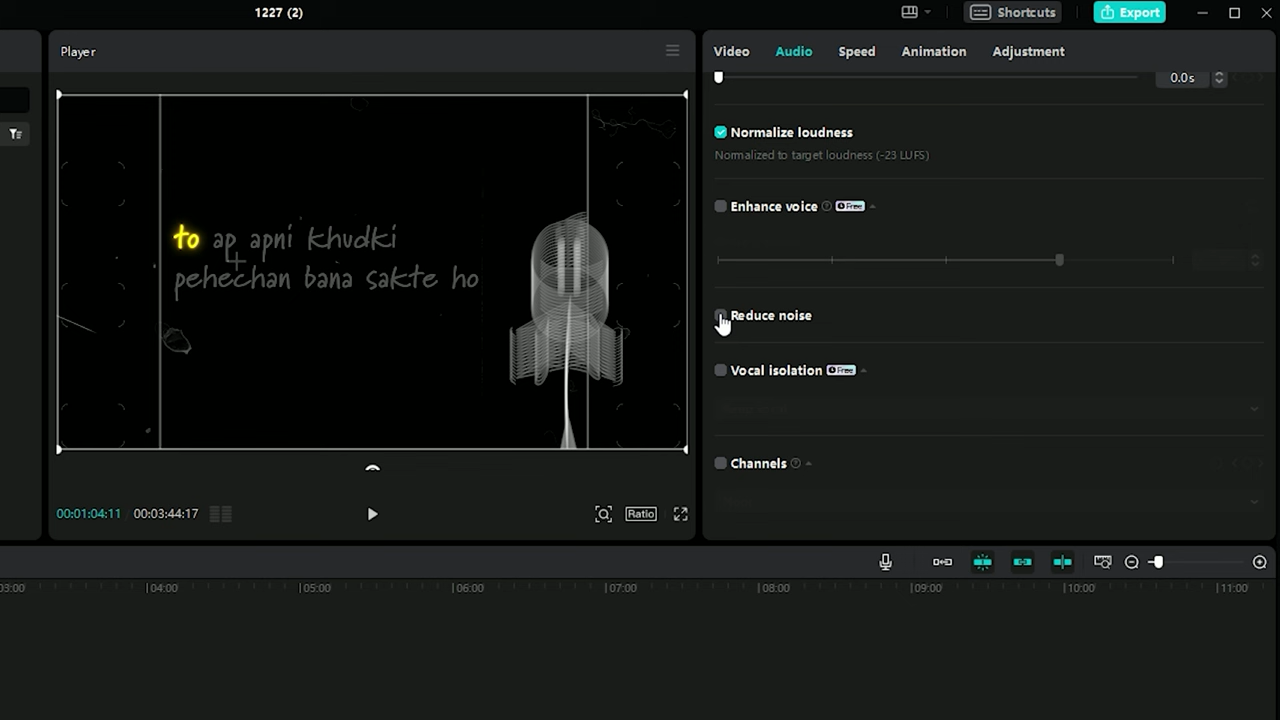 1227 (2)
Shortcuts
Export
Player
Video Audio Speed Animation Adjustment
0.0s
Normalize loudness
Normalized to target loudness (-23 LUFS)
Enhance voice Free
Reduce noise
Vocal isolation Free
Channels
to ap apni khudki
pehechan bana sakte ho
00:01:04:11 00:03:44:17
Ratio
03:00 04:00 05:00 06:00 07:00 08:00 09:00 10:00 11:00